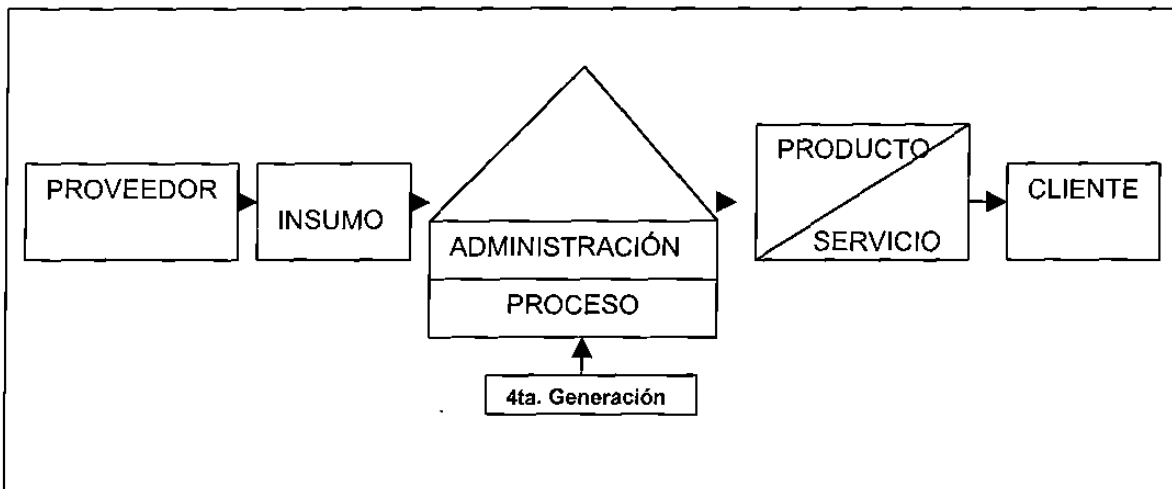 PROVEEDOR
INSUMO
ADMINISTRACIÓN
PROCESO
4ta. Generación
PRODUCTO
SERVICIO
CLIENTE